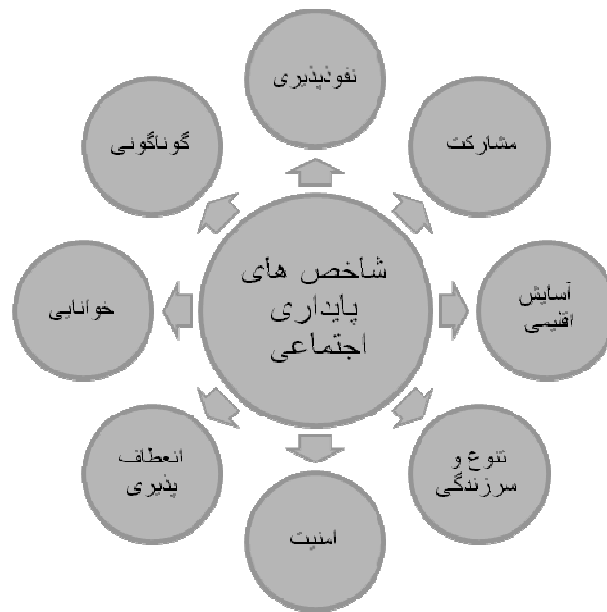 شاخص های
پایداری
اجتماعی
نفوذپذیری
مشارکت
آسایش
اقلیمی
تنوع و
سرزندگی
امنیت
انعطاف
پذیری
خوانایی
گوناگونی